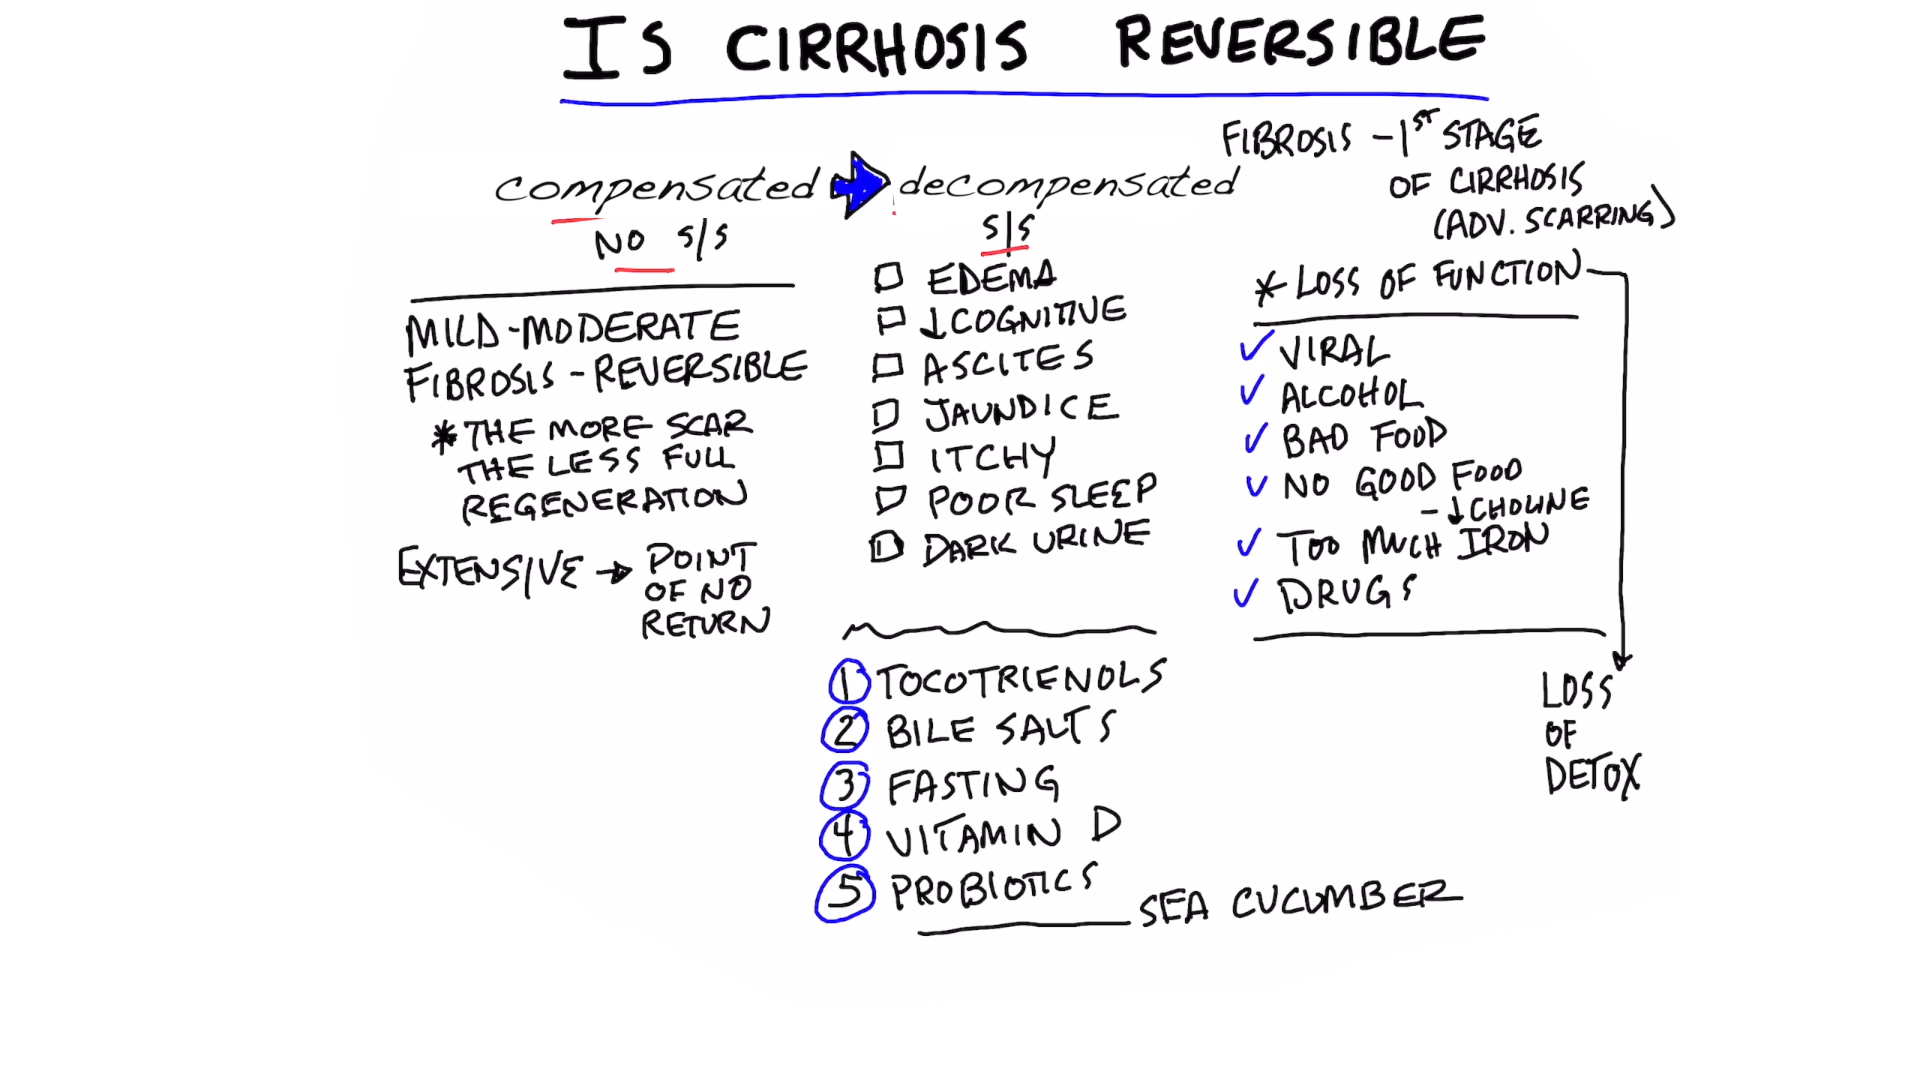 IS CIRRHOSIS REVERSIBLE
compensated
NO S/S
MILD-MODERATE
FIBROSIS - REVERSIBLE
* THE MORE SCAR
THE LESS FULL
REGENERATION
EXTENSIVE → POINT
OF NO
RETURN
decompensated
S/S
EDEMA
↓ COGNITIVE
ASCITES
JAUNDICE
ITCHY
POOR SLEEP
DARK URINE
1 TOCOTRIENOLS
2 BILE SALTS
3 FASTING
4 VITAMIN D
5 PROBIOTICS
SEA CUCUMBER
FIBROSIS - 1ST STAGE
OF CIRRHOSIS
(ADV. SCARRING)
* LOSS OF FUNCTION
✓ VIRAL
✓ ALCOHOL
✓ BAD FOOD
✓ NO GOOD FOOD
- ↓ CHOLINE
✓ TOO MUCH IRON
✓ DRUGS
LOSS
OF
DETOX